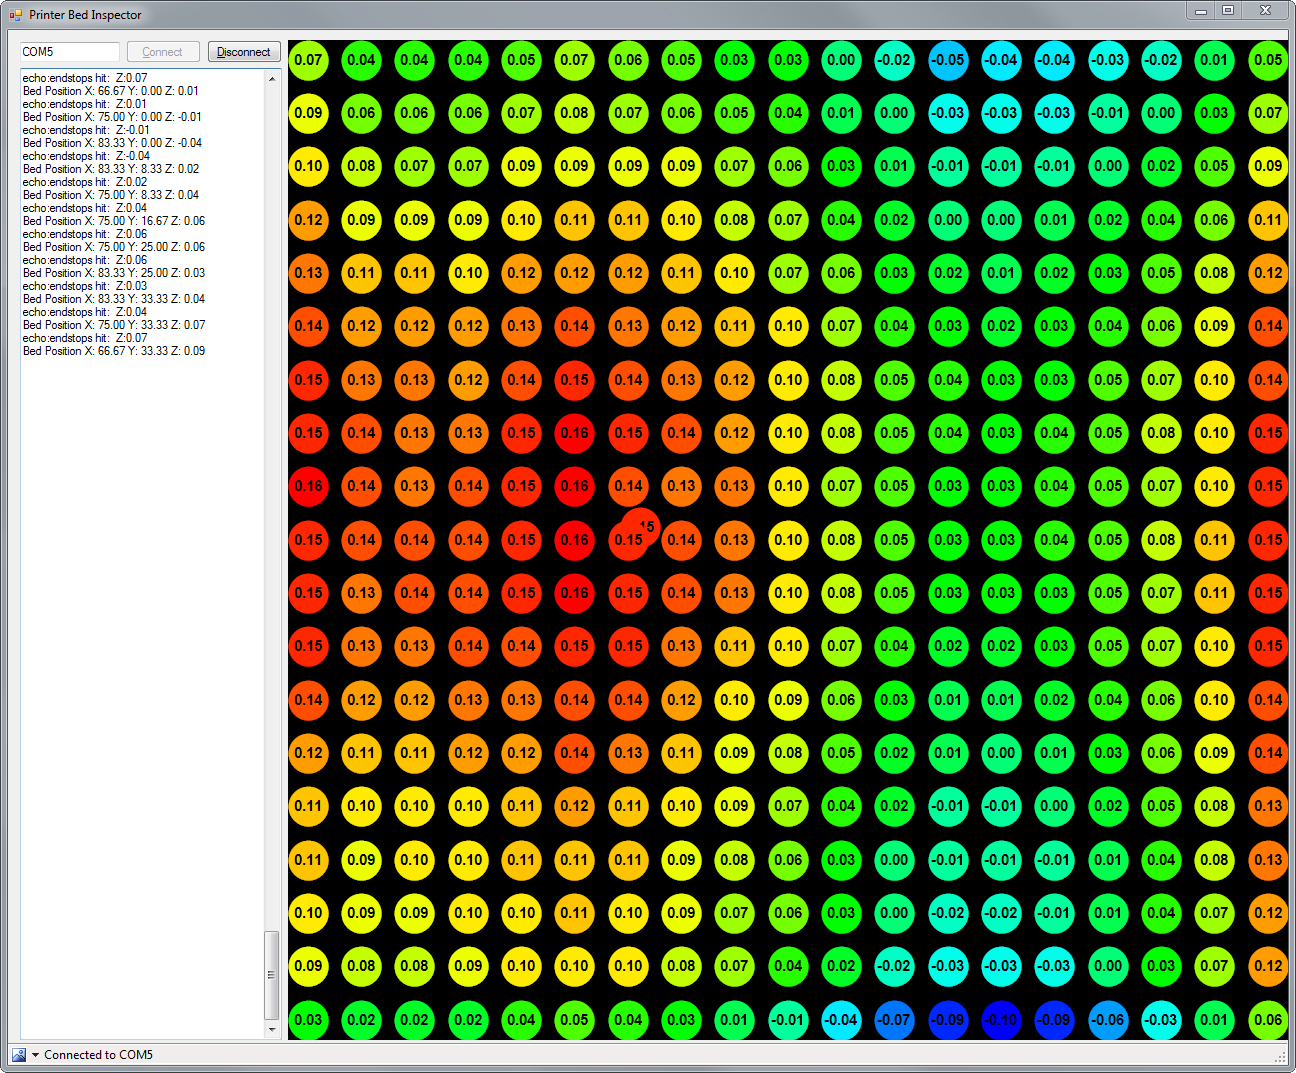 Printer Bed Inspector
COM5 Connect Disconnect
echo:endstops hit: Z:0.07
Bed Position X: 66.67 Y: 0.00 Z: 0.01
echo:endstops hit: Z:0.01
Bed Position X: 75.00 Y: 0.00 Z: -0.01
echo:endstops hit: Z:-0.01
Bed Position X: 83.33 Y: 0.00 Z: -0.04
echo:endstops hit: Z:-0.04
Bed Position X: 83.33 Y: 8.33 Z: 0.02
echo:endstops hit: Z:0.02
Bed Position X: 75.00 Y: 8.33 Z: 0.04
echo:endstops hit: Z:0.04
Bed Position X: 75.00 Y: 16.67 Z: 0.06
echo:endstops hit: Z:0.06
Bed Position X: 75.00 Y: 25.00 Z: 0.06
echo:endstops hit: Z:0.06
Bed Position X: 83.33 Y: 25.00 Z: 0.03
echo:endstops hit: Z:0.03
Bed Position X: 83.33 Y: 33.33 Z: 0.04
echo:endstops hit: Z:0.04
Bed Position X: 75.00 Y: 33.33 Z: 0.07
echo:endstops hit: Z:0.07
Bed Position X: 66.67 Y: 33.33 Z: 0.09
0.07 0.04 0.04 0.04 0.05 0.07 0.06 0.05 0.03 0.03 0.00 -0.02 -0.05 -0.04 -0.04 -0.03 -0.02 0.01 0.05
0.09 0.06 0.06 0.06 0.07 0.08 0.07 0.06 0.05 0.04 0.01 0.00 -0.03 -0.03 -0.03 -0.01 0.00 0.03 0.07
0.10 0.08 0.07 0.07 0.09 0.09 0.09 0.09 0.07 0.06 0.03 0.01 -0.01 -0.01 -0.01 0.00 0.02 0.05 0.09
0.12 0.09 0.09 0.09 0.10 0.11 0.11 0.10 0.08 0.07 0.04 0.02 0.00 0.00 0.01 0.02 0.04 0.06 0.11
0.13 0.11 0.11 0.10 0.12 0.12 0.12 0.11 0.10 0.07 0.06 0.03 0.02 0.01 0.02 0.03 0.05 0.08 0.12
0.14 0.12 0.12 0.12 0.13 0.14 0.13 0.12 0.11 0.10 0.07 0.04 0.03 0.02 0.03 0.04 0.06 0.09 0.14
0.15 0.13 0.13 0.12 0.14 0.15 0.14 0.13 0.12 0.10 0.08 0.05 0.04 0.03 0.03 0.05 0.07 0.10 0.14
0.15 0.14 0.13 0.13 0.15 0.16 0.15 0.14 0.12 0.10 0.08 0.05 0.04 0.03 0.04 0.05 0.08 0.10 0.15
0.16 0.14 0.13 0.14 0.15 0.16 0.14 0.13 0.13 0.10 0.07 0.05 0.03 0.03 0.04 0.05 0.07 0.10 0.15
0.15 0.14 0.14 0.14 0.15 0.16 0.15 0.14 0.13 0.10 0.08 0.05 0.03 0.03 0.04 0.05 0.08 0.11 0.15
0.15 0.13 0.14 0.14 0.15 0.16 0.15 0.14 0.13 0.10 0.08 0.05 0.03 0.03 0.03 0.05 0.07 0.11 0.15
0.15 0.13 0.13 0.14 0.14 0.15 0.15 0.13 0.11 0.10 0.07 0.04 0.02 0.02 0.03 0.05 0.07 0.10 0.15
0.14 0.12 0.12 0.13 0.13 0.14 0.14 0.12 0.10 0.09 0.06 0.03 0.01 0.01 0.02 0.04 0.06 0.10 0.14
0.12 0.11 0.11 0.12 0.12 0.14 0.13 0.11 0.09 0.08 0.05 0.02 0.01 0.00 0.01 0.03 0.06 0.09 0.14
0.11 0.10 0.10 0.10 0.11 0.12 0.11 0.10 0.09 0.07 0.04 0.02 -0.01 -0.01 0.00 0.02 0.05 0.08 0.13
0.11 0.09 0.10 0.10 0.11 0.11 0.11 0.09 0.08 0.06 0.03 0.00 -0.01 -0.01 -0.01 0.01 0.04 0.08 0.13
0.10 0.09 0.09 0.10 0.10 0.11 0.10 0.09 0.07 0.06 0.03 0.00 -0.02 -0.02 -0.01 0.01 0.04 0.07 0.12
0.09 0.08 0.08 0.09 0.10 0.10 0.10 0.08 0.07 0.04 0.02 -0.02 -0.03 -0.03 -0.03 0.00 0.03 0.07 0.12
0.03 0.02 0.02 0.02 0.04 0.05 0.04 0.03 0.01 -0.01 -0.04 -0.07 -0.09 -0.10 -0.09 -0.06 -0.03 0.01 0.06
Connected to COM5